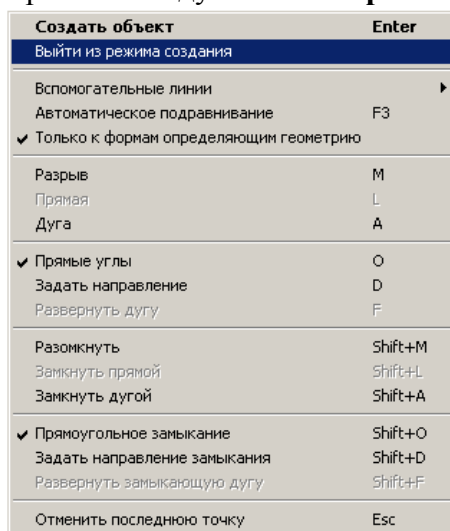 Создать объект Enter
Выйти из режима создания
Вспомогательные линии
Автоматическое подравнивание F3
Только к формам определяющим геометрию
Разрыв M
Прямая L
Дуга A
Прямые углы O
Задать направление D
Развернуть дугу F
Разомкнуть Shift+M
Замкнуть прямой Shift+L
Замкнуть дугой Shift+A
Прямоугольное замыкание Shift+O
Задать направление замыкания Shift+D
Развернуть замыкающую дугу Shift+F
Отменить последнюю точку Esc